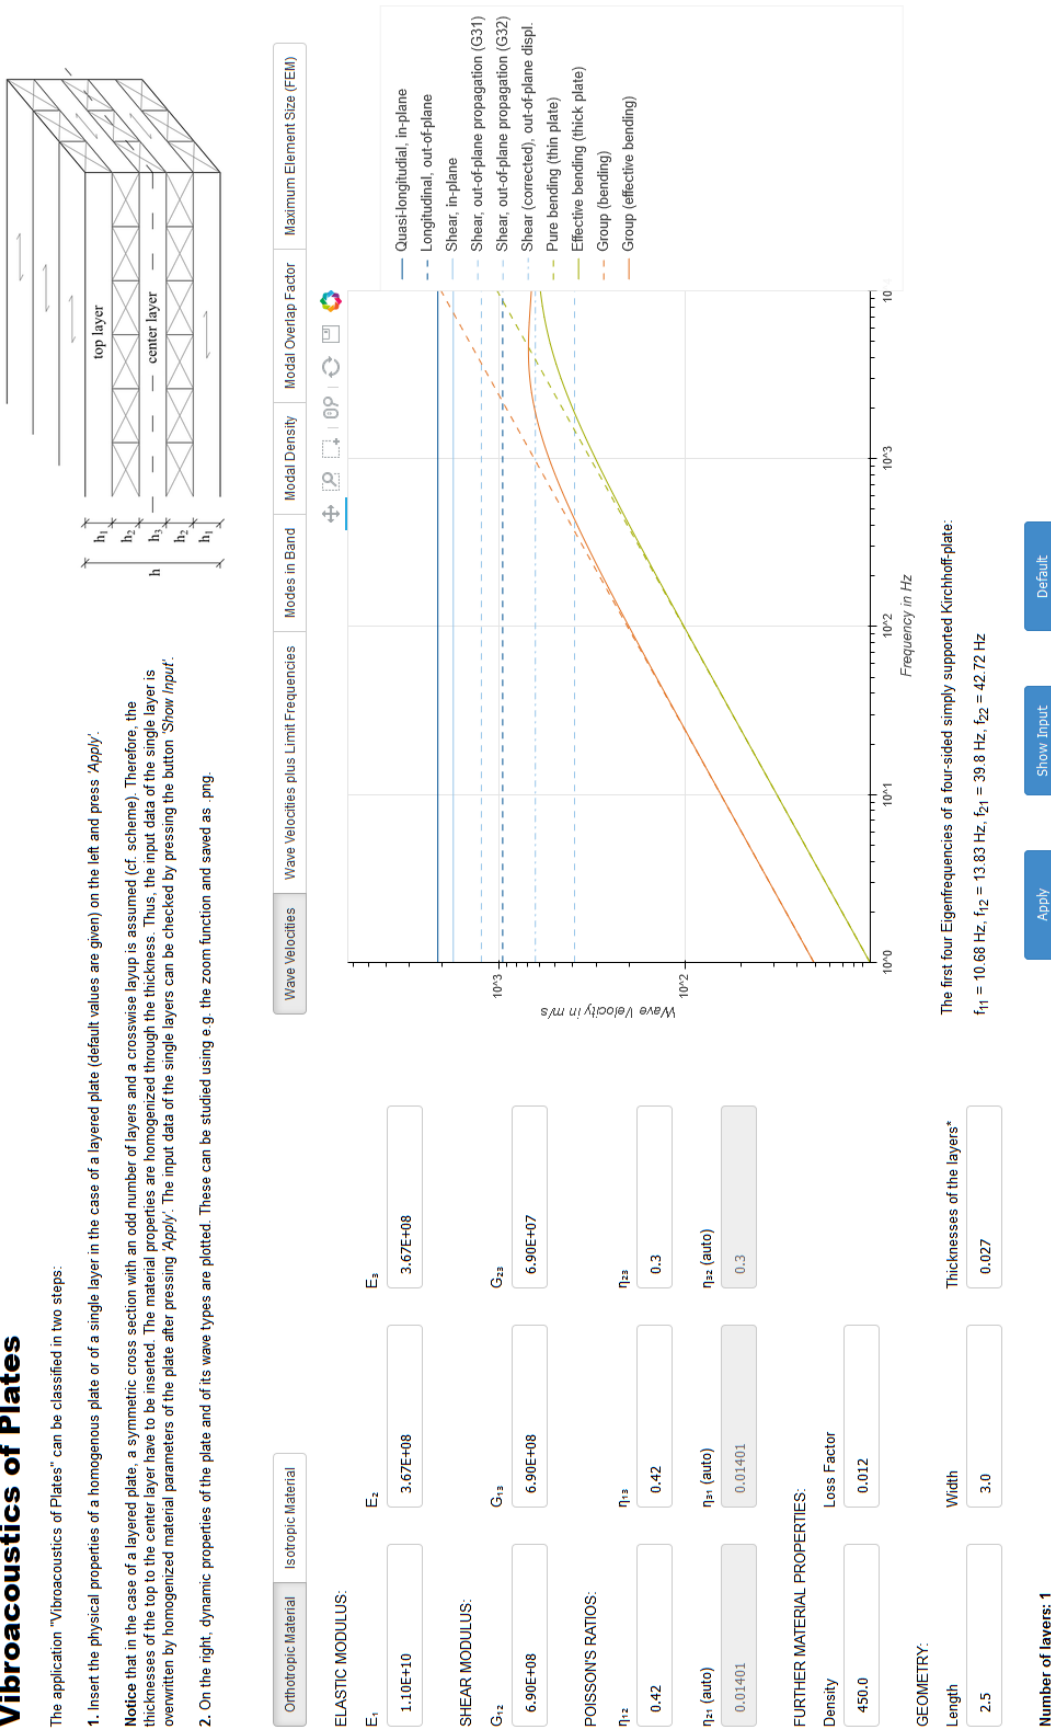 Vibroacoustics of Plates
The application "Vibroacoustics of Plates" can be classified in two steps:
1. Insert the physical properties of a homogenous plate or of a single layer in the case of a layered plate (default values are given) on the left and press 'Apply'.
Notice that in the case of a layered plate, a symmetric cross section with an odd number of layers and a crosswise layup is assumed (cf. scheme). Therefore, the
thicknesses of the top to the center layer have to be inserted. The material properties are homogenized through the thickness. Thus, the input data of the single layer is
overwritten by homogenized material parameters of the plate after pressing 'Apply'. The input data of the single layers can be checked by pressing the button 'Show Input'.
2. On the right, dynamic properties of the plate and of its wave types are plotted. These can be studied using e.g. the zoom function and saved as .png.
h
h1
h2
h3
h2
h1
top layer
center layer
Orthotropic Material Isotropic Material
ELASTIC MODULUS:
E1 E2 E3
1.10E+10 3.67E+08 3.67E+08
SHEAR MODULUS:
G12 G13 G23
6.90E+08 6.90E+08 6.90E+07
POISSON'S RATIOS:
η12 η13 η23
0.42 0.42 0.3
η21 (auto) η31 (auto) η32 (auto)
0.01401 0.01401 0.3
FURTHER MATERIAL PROPERTIES:
Density Loss Factor
450.0 0.012
GEOMETRY:
Length Width Thicknesses of the layers*
2.5 3.0 0.027
Number of layers: 1
Wave Velocities Wave Velocities plus Limit Frequencies Modes in Band Modal Density Modal Overlap Factor Maximum Element Size (FEM)
Wave Velocity in m/s
10^3
10^2
10^0 10^1 10^2 10^3 10
Frequency in Hz
Quasi-longitudial, in-plane
Longitudinal, out-of-plane
Shear, in-plane
Shear, out-of-plane propagation (G31)
Shear, out-of-plane propagation (G32)
Shear (corrected), out-of-plane displ.
Pure bending (thin plate)
Effective bending (thick plate)
Group (bending)
Group (effective bending)
The first four Eigenfrequencies of a four-sided simply supported Kirchhoff-plate:
f11 = 10.68 Hz, f12 = 13.83 Hz, f21 = 39.8 Hz, f22 = 42.72 Hz
Apply Show Input Default